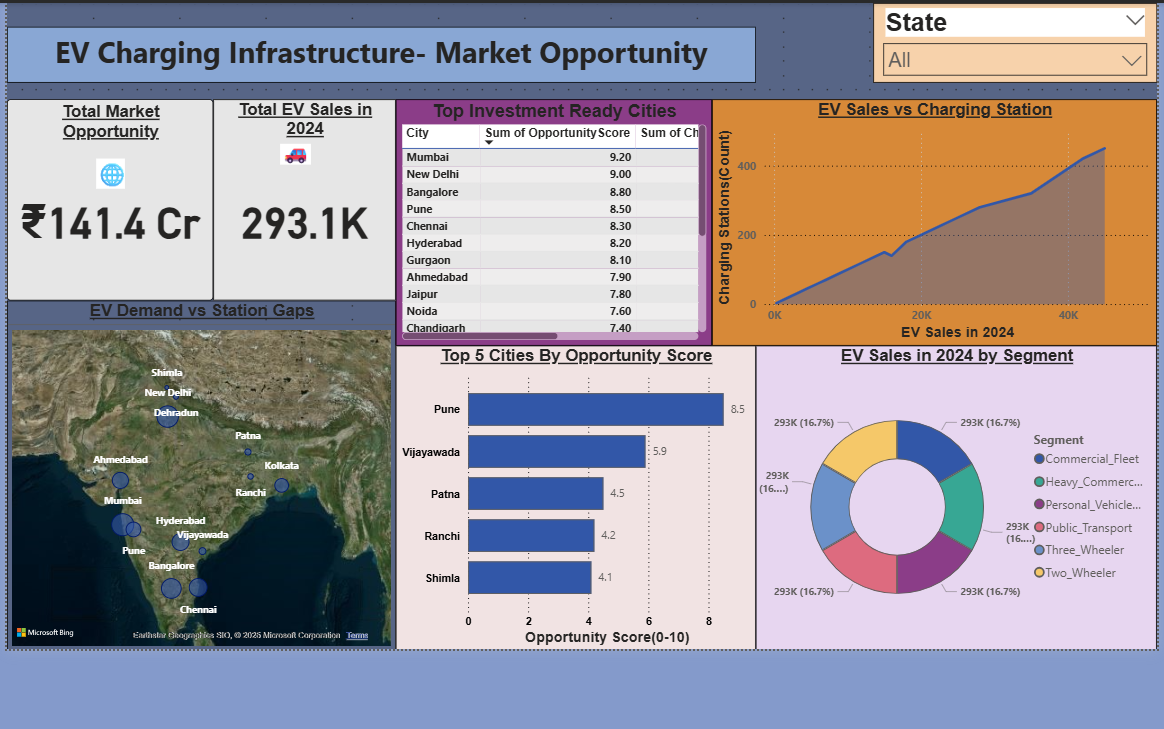 State
EV Charging Infrastructure- Market Opportunity
All
Total Market
Opportunity
₹141.4 Cr
Total EV Sales in
2024
293.1K
Top Investment Ready Cities
City Sum of OpportunityScore Sum of Ch
Mumbai 9.20
New Delhi 9.00
Bangalore 8.80
Pune 8.50
Chennai 8.30
Hyderabad 8.20
Gurgaon 8.10
Ahmedabad 7.90
Jaipur 7.80
Noida 7.60
Chandigarh 7.40
EV Sales vs Charging Station
Charging Stations(Count)
400
200
0
0K 20K 40K
EV Sales in 2024
EV Demand vs Station Gaps
Shimla
New Delhi
Dehradun
Patna
Ahmedabad
Kolkata
Ranchi
Mumbai
Hyderabad
Vijayawada
Pune
Bangalore
Chennai
Microsoft Bing
Earthstar Geographics SIO, © 2025 Microsoft Corporation Terms
Top 5 Cities By Opportunity Score
Pune 8.5
Vijayawada 5.9
Patna 4.5
Ranchi 4.2
Shimla 4.1
0 2 4 6 8
Opportunity Score(0-10)
EV Sales in 2024 by Segment
293K (16.7%)
293K (16.7%)
293K
(16....)
293K
(16....)
293K (16.7%)
293K (16.7%)
Segment
Commercial_Fleet
Heavy_Commerc...
Personal_Vehicle...
Public_Transport
Three_Wheeler
Two_Wheeler